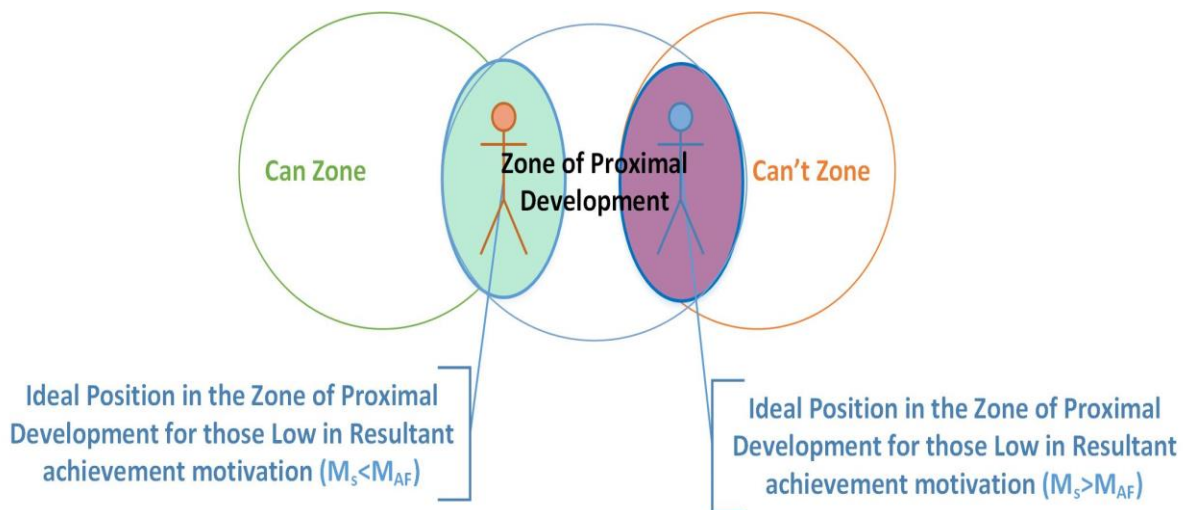 Can Zone
Zone of Proximal
Development
Can't Zone
Ideal Position in the Zone of Proximal
Development for those Low in Resultant
achievement motivation (Ms<MAF)
Ideal Position in the Zone of Proximal
Development for those Low in Resultant
achievement motivation (Ms>MAF)